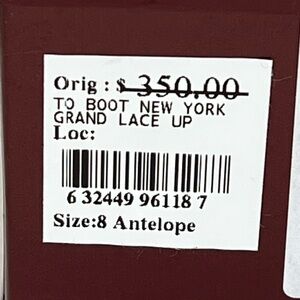 Orig : $ 350.00
TO BOOT NEW YORK
GRAND LACE UP
Loc:
6 32449 96118 7
Size:8 Antelope